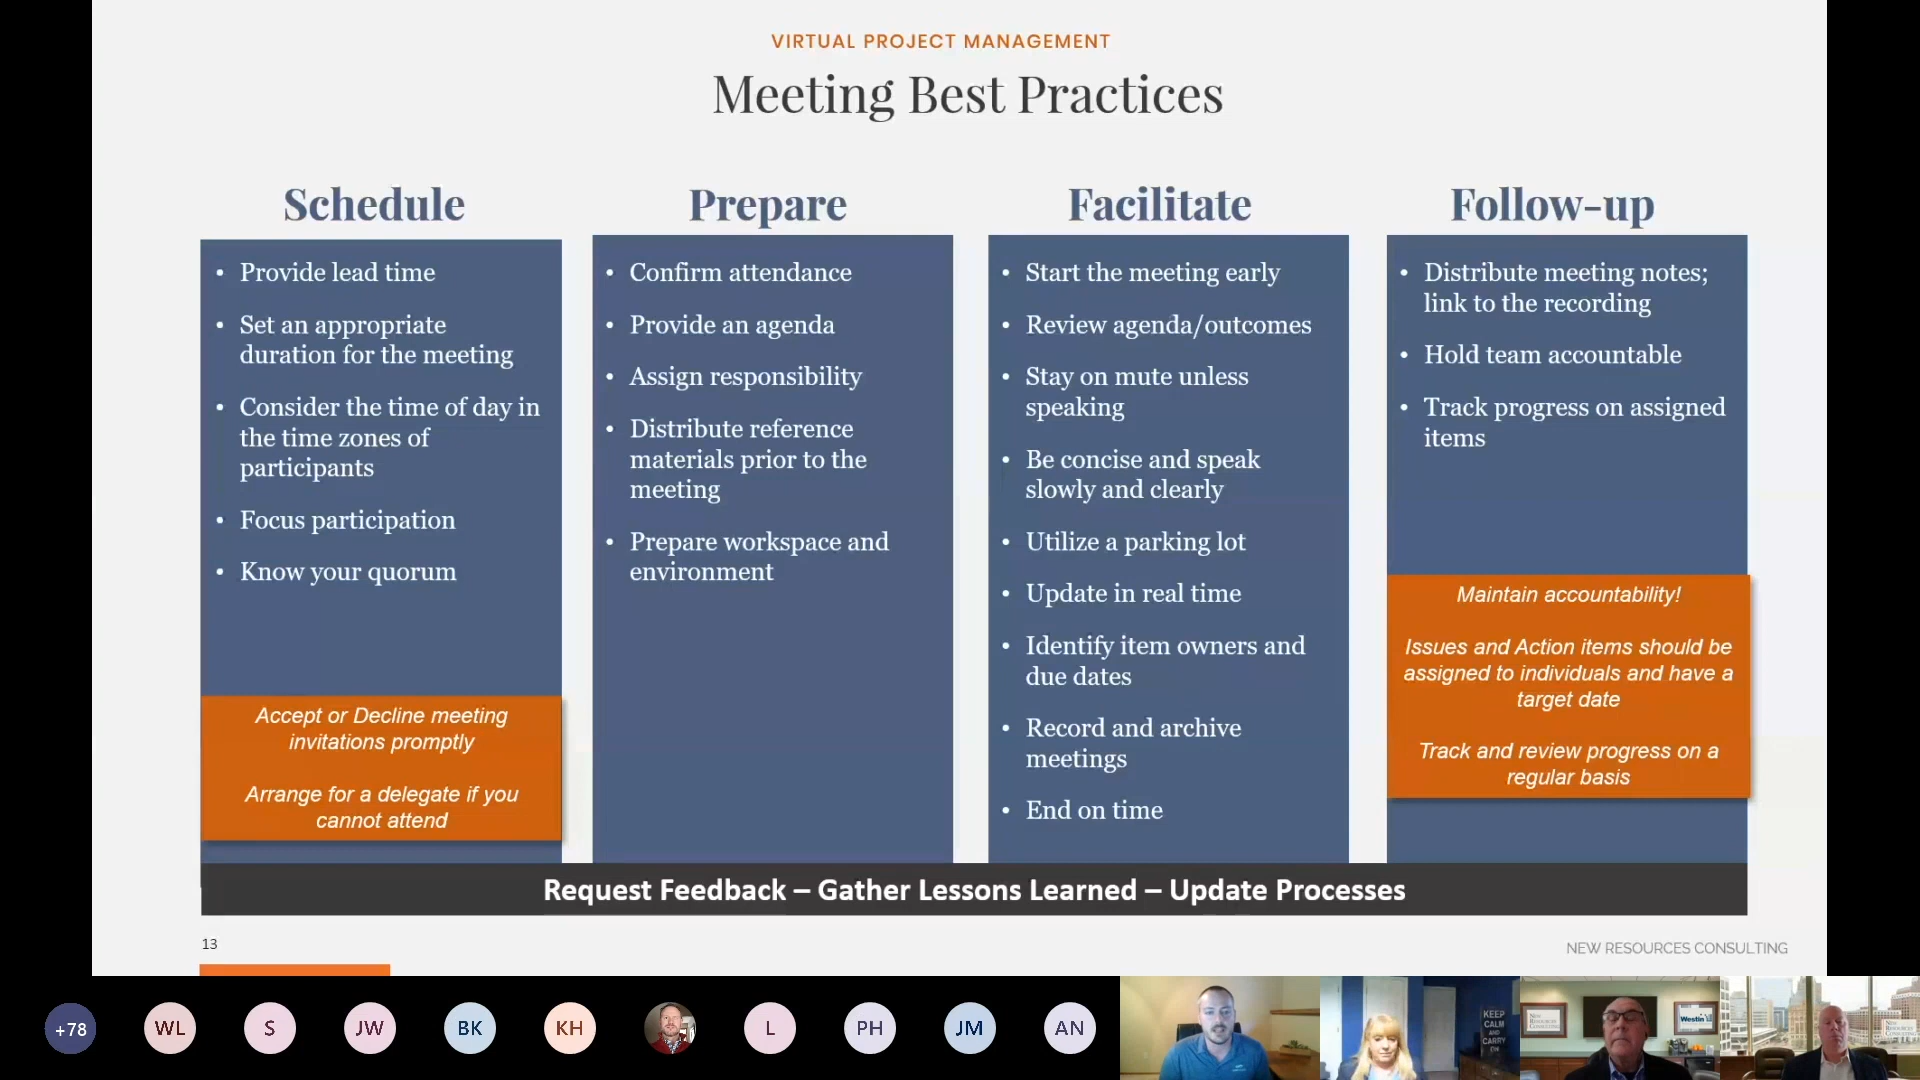 VIRTUAL PROJECT MANAGEMENT
Meeting Best Practices
Schedule
• Provide lead time
• Set an appropriate
duration for the meeting
• Consider the time of day in
the time zones of
participants
• Focus participation
• Know your quorum
Accept or Decline meeting
invitations promptly
Arrange for a delegate if you
cannot attend
Prepare
• Confirm attendance
• Provide an agenda
• Assign responsibility
• Distribute reference
materials prior to the
meeting
• Prepare workspace and
environment
Facilitate
• Start the meeting early
• Review agenda/outcomes
• Stay on mute unless
speaking
• Be concise and speak
slowly and clearly
• Utilize a parking lot
• Update in real time
• Identify item owners and
due dates
• Record and archive
meetings
• End on time
Follow-up
• Distribute meeting notes;
link to the recording
• Hold team accountable
• Track progress on assigned
items
Maintain accountability!
Issues and Action items should be
assigned to individuals and have a
target date
Track and review progress on a
regular basis
Request Feedback – Gather Lessons Learned – Update Processes
13
NEW RESOURCES CONSULTING
+78
WL
S
JW
BK
KH
L
PH
JM
AN
KEEP
CALM
AND
CARRY
ON
Westin